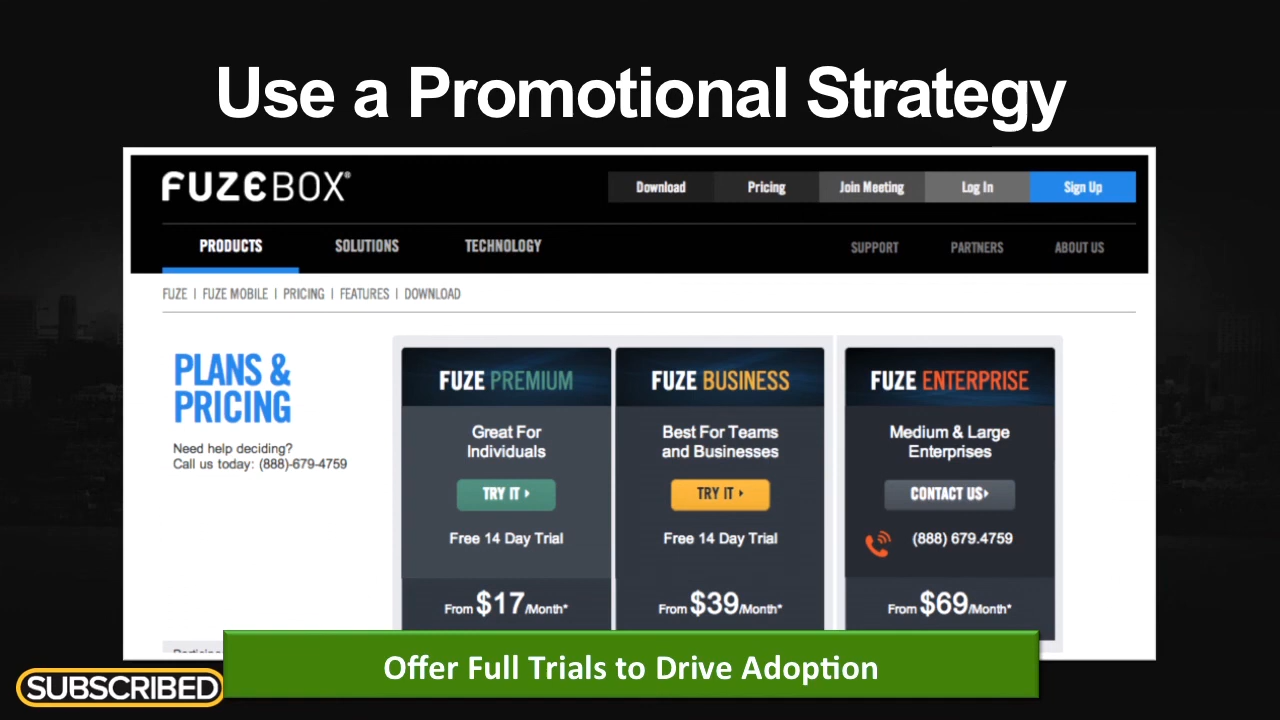 Use a Promotional Strategy
FUZEBOX®
Download Pricing Join Meeting Log In Sign Up
PRODUCTS SOLUTIONS TECHNOLOGY SUPPORT PARTNERS ABOUT US
FUZE | FUZE MOBILE | PRICING | FEATURES | DOWNLOAD
PLANS &
PRICING
Need help deciding?
Call us today: (888)-679-4759
FUZE PREMIUM
Great For
Individuals
TRY IT
Free 14 Day Trial
From $17/Month*
FUZE BUSINESS
Best For Teams
and Businesses
TRY IT
Free 14 Day Trial
From $39/Month*
FUZE ENTERPRISE
Medium & Large
Enterprises
CONTACT US
(888) 679.4759
From $69/Month*
Offer Full Trials to Drive Adoption
SUBSCRIBED